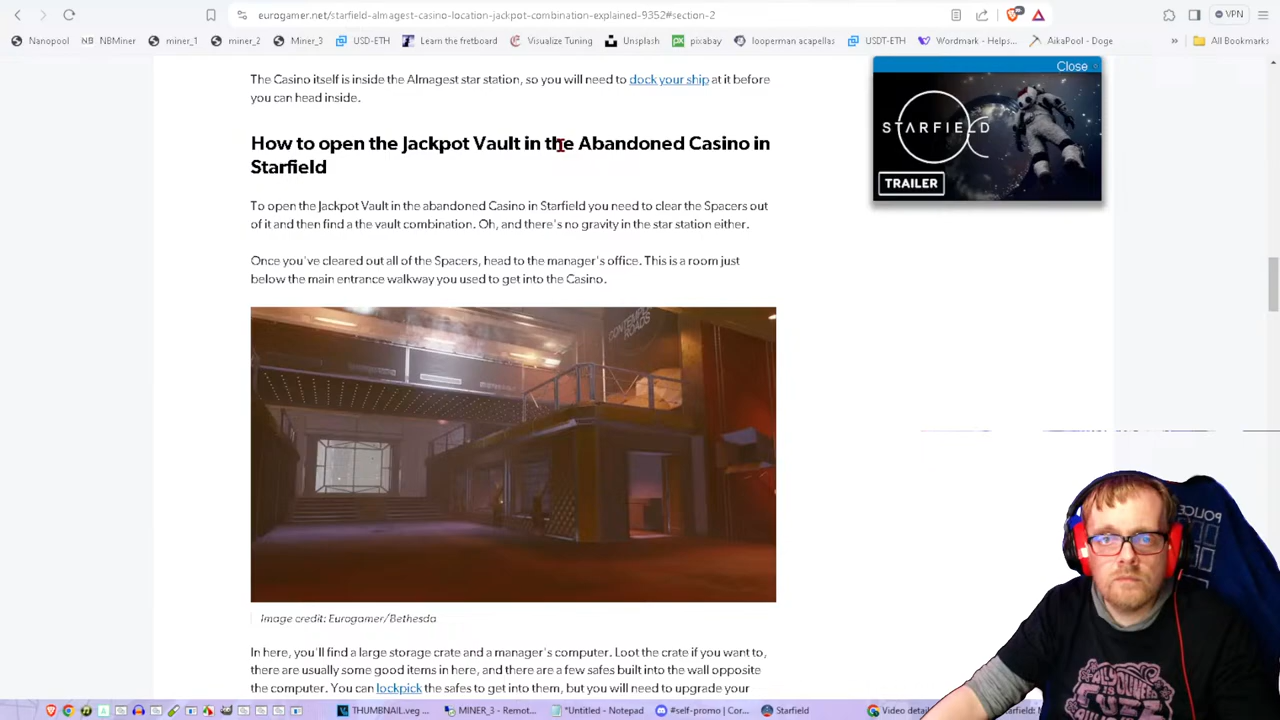 eurogamer.net/starfield-almagest-casino-location-jackpot-combination-explained-9352#section-2
VPN
Nanopool
NB NBMiner
miner_1
miner_2
Miner_3
USD-ETH
Learn the fretboard
Visualize Tuning
Unsplash
px pixabay
looperman acapellas
USDT-ETH
Wordmark - Helps...
AikaPool - Doge
»
All Bookmarks
The Casino itself is inside the Almagest star station, so you will need to dock your ship at it before
you can head inside.
Close
STARFIELD
TRAILER
How to open the Jackpot Vault in the Abandoned Casino in
Starfield
To open the Jackpot Vault in the abandoned Casino in Starfield you need to clear the Spacers out
of it and then find a the vault combination. Oh, and there's no gravity in the star station either.
Once you've cleared out all of the Spacers, head to the manager's office. This is a room just
below the main entrance walkway you used to get into the Casino.
ROADS
Image credit: Eurogamer/Bethesda
POLICE
In here, you'll find a large storage crate and a manager's computer. Loot the crate if you want to,
there are usually some good items in here, and there are a few safes built into the wall opposite
the computer. You can lockpick the safes to get into them, but you will need to upgrade your
THUMBNAIL.veg ...
MINER_3 - Remot...
*Untitled - Notepad
#self-promo | Cor...
Starfield
Video detail